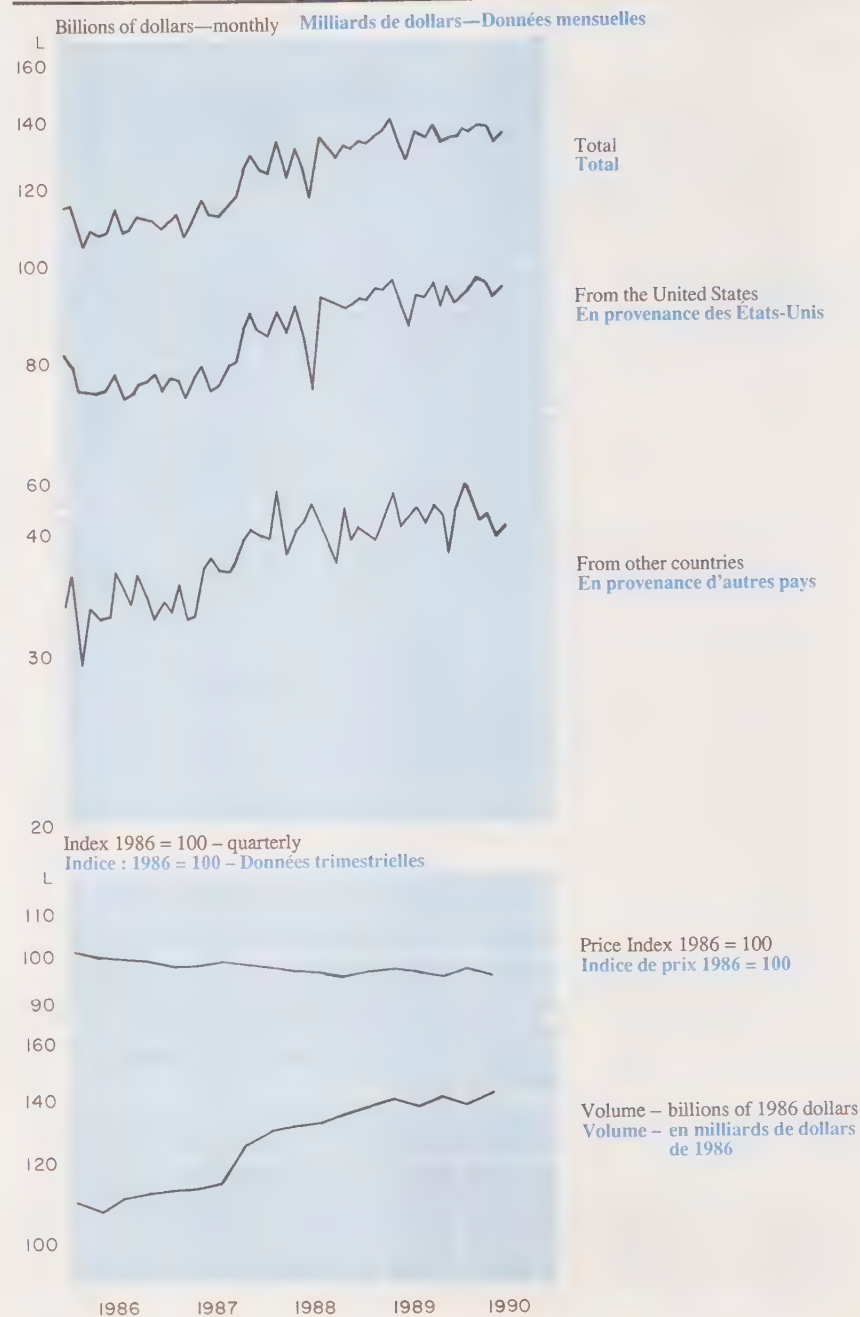 Billions of dollars—monthly Milliards de dollars—Données mensuelles
L
160
140
Total
Total
120
100
From the United States
En provenance des États-Unis
80
60
40
From other countries
En provenance d'autres pays
30
20
Index 1986 = 100 – quarterly
Indice : 1986 = 100 – Données trimestrielles
L
110
100
Price Index 1986 = 100
Indice de prix 1986 = 100
90
160
140
Volume – billions of 1986 dollars
Volume – en milliards de dollars
de 1986
120
100
1986 1987 1988 1989 1990